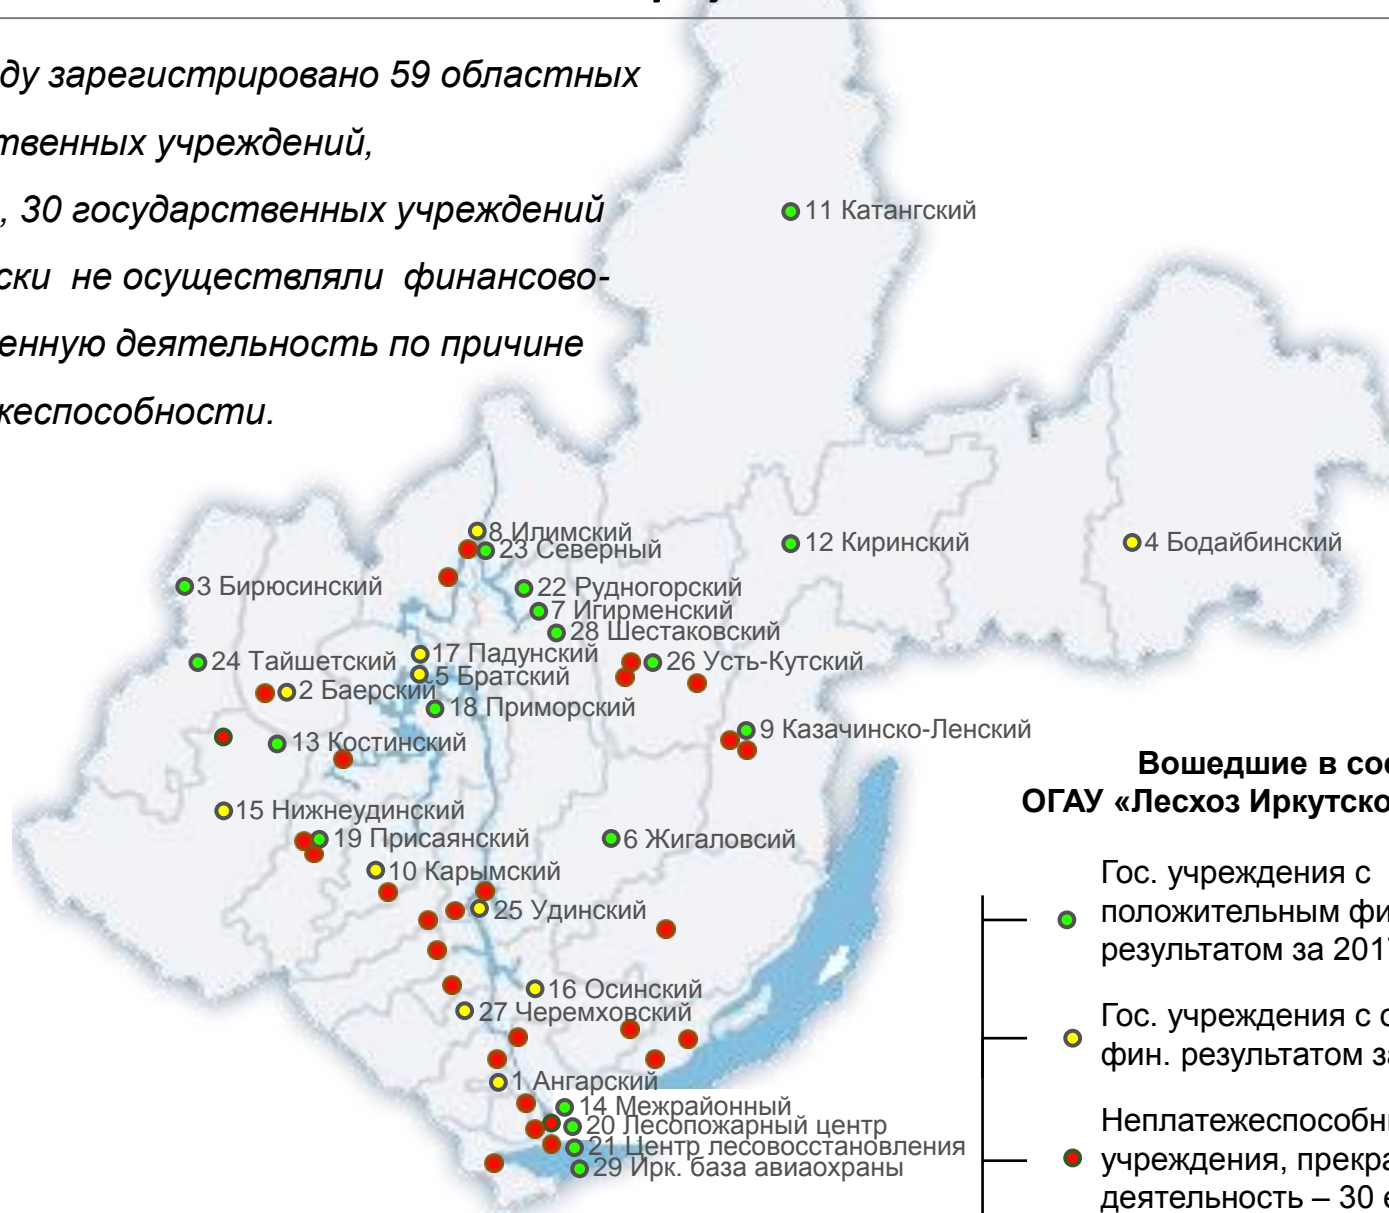 ду зарегистрировано 59 областных
твенных учреждений,
, 30 государственных учреждений
ски не осуществляли финансово-
енную деятельность по причине
жеспособности.
11 Катангский
8 Илимский
23 Северный
12 Киринский
4 Бодайбинский
3 Бирюсинский
22 Рудногорский
7 Игирменский
28 Шестаковский
17 Падунский
24 Тайшетский
26 Усть-Кутский
5 Братский
2 Баерский
18 Приморский
9 Казачинско-Ленский
13 Костинский
Вошедшие в сос
ОГАУ «Лесхоз Иркутско
15 Нижнеудинский
19 Присаянский
6 Жигаловсий
10 Карымский
25 Удинский
Гос. учреждения с
положительным фи
результатом за 2017
16 Осинский
27 Черемховский
Гос. учреждения с о
фин. результатом за
1 Ангарский
14 Межрайонный
20 Лесопожарный центр
21 Центр лесовосстановления
29 Ирк. база авиаохраны
Неплатежеспособны
учреждения, прекра
деятельность – 30 е